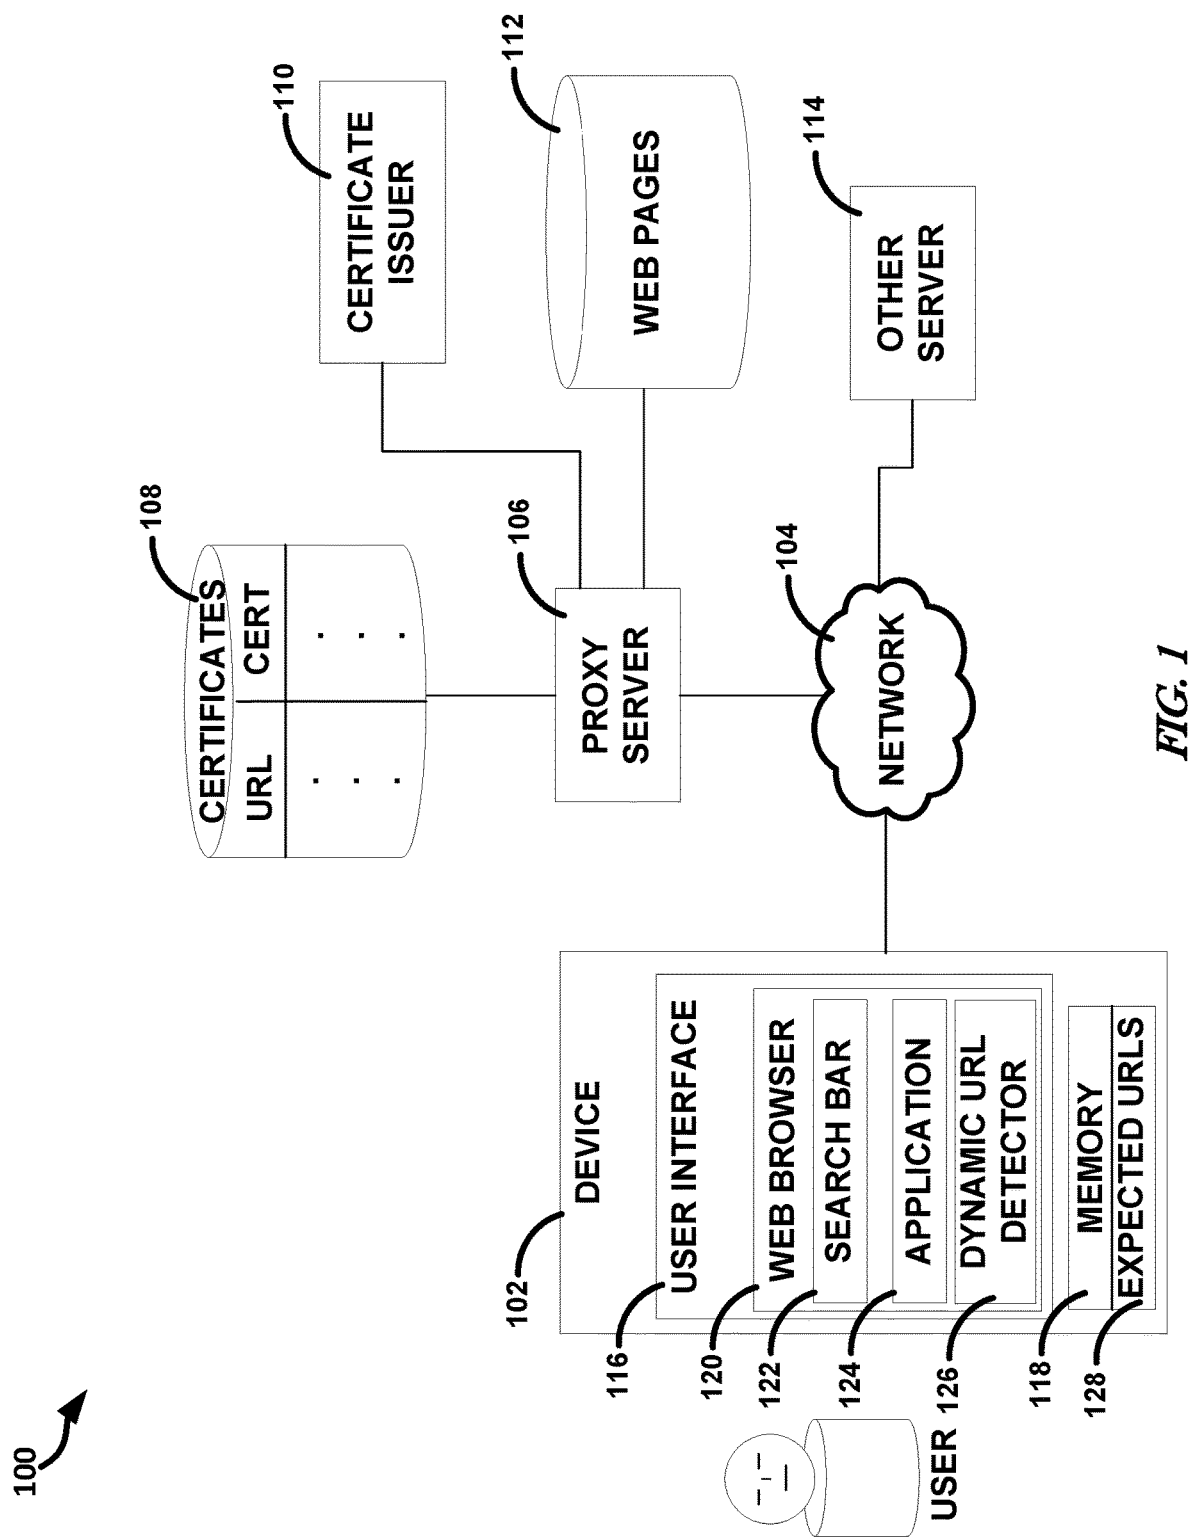 100
CERTIFICATES
108
URL
CERT
. .
. .
. .
110
CERTIFICATE
ISSUER
112
WEB PAGES
106
PROXY
SERVER
114
OTHER
SERVER
104
NETWORK
102
DEVICE
116
USER INTERFACE
120
WEB BROWSER
122
SEARCH BAR
124
APPLICATION
126
DYNAMIC URL
DETECTOR
118
MEMORY
128
EXPECTED URLS
USER
FIG. 1